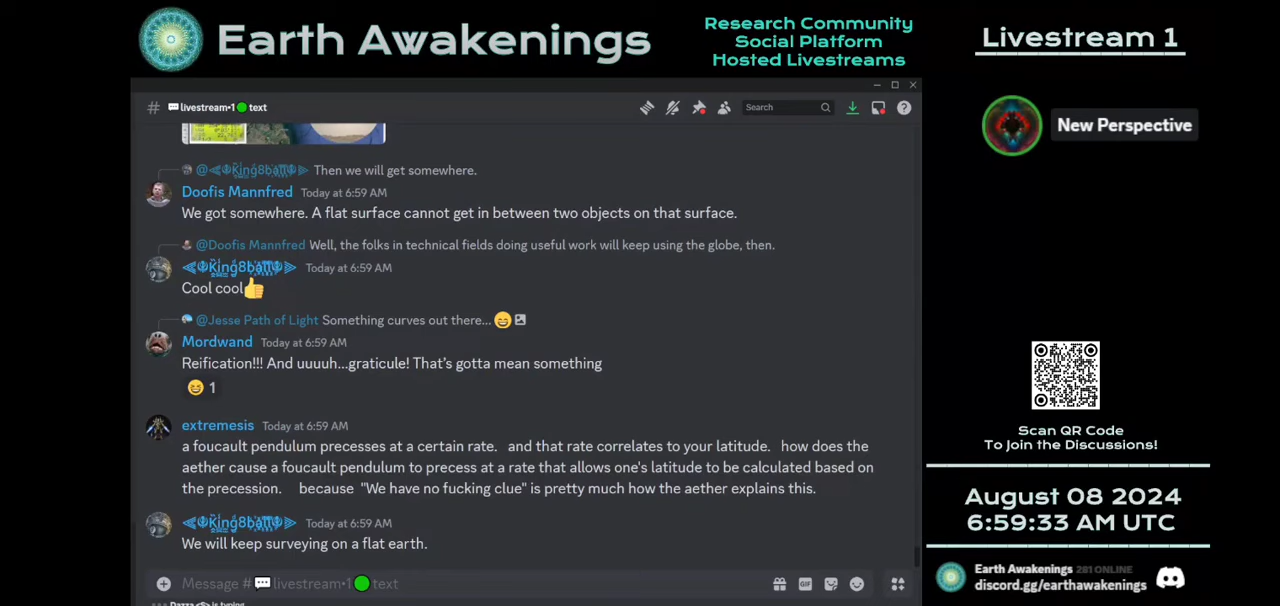 Earth Awakenings
Research Community
Social Platform
Hosted Livestreams
Livestream 1
New Perspective
# livestream•1 text
Search
@King8ball Then we will get somewhere.
Doofis Mannfred Today at 6:59 AM
We got somewhere. A flat surface cannot get in between two objects on that surface.
@Doofis Mannfred Well, the folks in technical fields doing useful work will keep using the globe, then.
King8ball Today at 6:59 AM
Cool cool👍
@Jesse Path of Light Something curves out there... 😄
Mordwand Today at 6:59 AM
Reification!!! And uuuuh...graticule! That's gotta mean something
😆 1
extremesis Today at 6:59 AM
a foucault pendulum precesses at a certain rate. and that rate correlates to your latitude. how does the
aether cause a foucault pendulum to precess at a rate that allows one's latitude to be calculated based on
the precession. because "We have no fucking clue" is pretty much how the aether explains this.
King8ball Today at 6:59 AM
We will keep surveying on a flat earth.
Message # livestream•1 text
GIF
is typing
Scan QR Code
To Join the Discussions!
August 08 2024
6:59:33 AM UTC
Earth Awakenings 281 ONLINE
discord.gg/earthawakenings